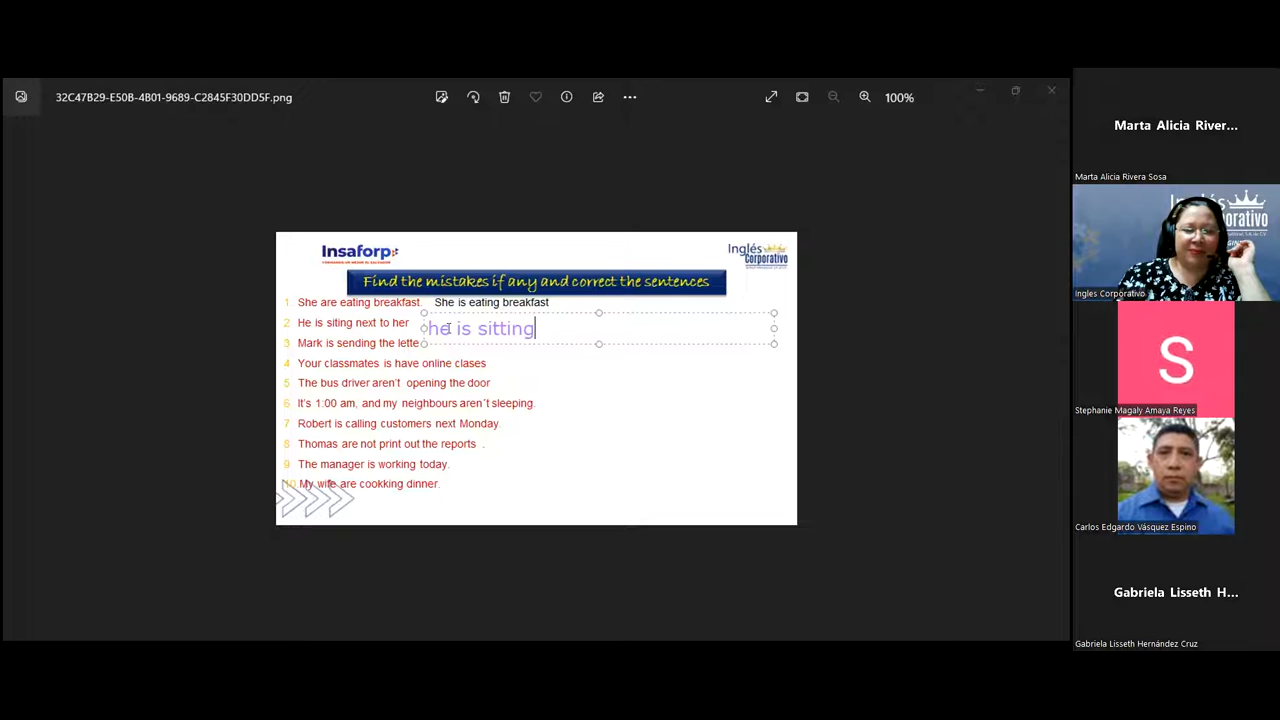 32C47B29-E50B-4B01-9689-C2845F30DD5F.png
100%
Insaforp
Inglés
Corporativo
Find the mistakes if any and correct the sentences
1 She are eating breakfast. She is eating breakfast
2 He is siting next to her
he is sitting
3 Mark is sending the lette
4 Your classmates is have online clases
5 The bus driver aren't opening the door
6 It's 1:00 am, and my neighbours aren´t sleeping.
7 Robert is calling customers next Monday.
8 Thomas are not print out the reports .
9 The manager is working today.
10 My wife are cookking dinner.
Marta Alicia River...
Marta Alicia Rivera Sosa
Inglés
Ingles Corporativo
S
Stephanie Magaly Amaya Reyes
Carlos Edgardo Vásquez Espino
Gabriela Lisseth H...
Gabriela Lisseth Hernández Cruz